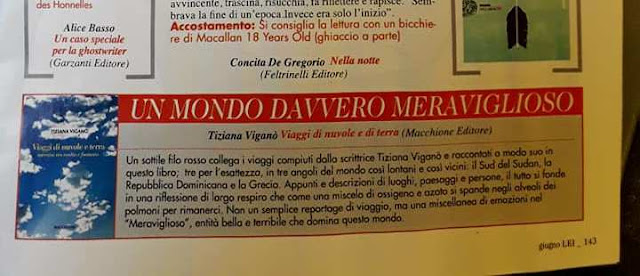 des Honnelles
Alice Basso
Un caso speciale
per la ghostwriter
(Garzanti Editore)
avvincente, trascina, risucchia, fa riflettere e rapisce. "Sem-
brava la fine di un'epoca Invece era solo l'inizio".
Accostamento: Si consiglia la lettura con un bicchie-
re di Macallan 18 Years Old (ghiaccio a parte)
Concita De Gregorio Nella notte
(Feltrinelli Editore)
UN MONDO DAVVERO MERAVIGLIOSO
Tiziana Viganò Viaggi di nuvole e di terra (Macchione Editore)
TIZIANA VIGANÒ
Viaggi di nuvole e terra
Un sottile filo rosso collega i viaggi compiuti dalla scrittrice Tiziana Viganò e raccontati a modo suo in
questo libro; tre per l'esattezza, in tre angoli del mondo così lontani e così vicini: il Sud del Sudan, la
Repubblica Dominicana e la Grecia. Appunti e descrizioni di luoghi, paesaggi e persone, il tutto si fonde
in una riflessione di largo respiro che come una miscela di ossigeno e azoto si spande negli alveoli dei
polmoni per rimanerci. Non un semplice reportage di viaggio, ma una miscellanea di emozioni nel
"Meraviglioso", entità bella e terribile che domina questo mondo.
giugno LEI _ 143